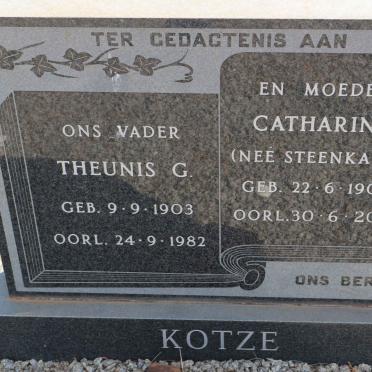 TER GEDAGTENIS AAN
ONS VADER
THEUNIS G.
GEB. 9-9-1903
OORL. 24-9-1982
EN MOEDE
CATHARIN
(NEÉ STEENKA
GEB. 22-6-19
OORL. 30-6-20
ONS BER
KOTZE